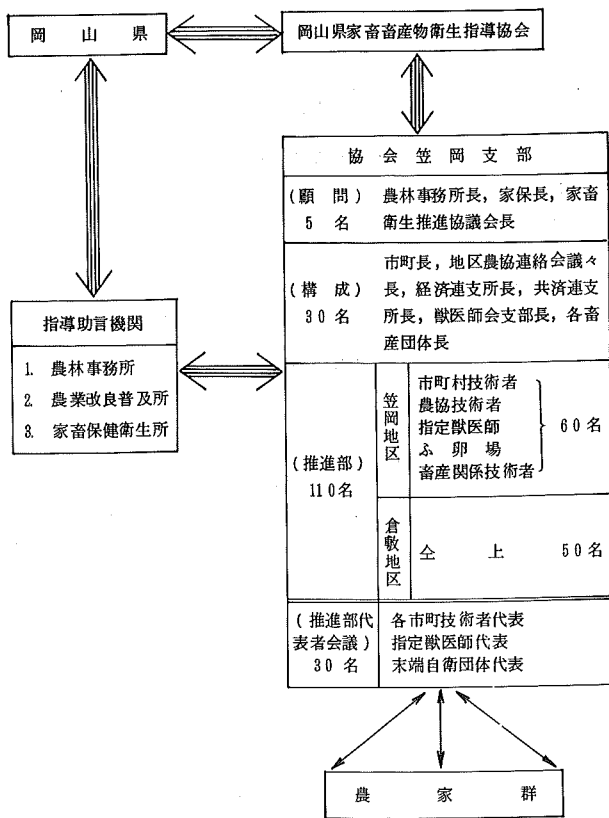 岡山県
岡山県家畜畜産物衛生指導協会
協会笠岡支部
(顧問)
5名
農林事務所長，家保長，家畜
衛生推進協議会長
(構成)
30名
市町長，地区農協連絡会議々
長，経済連支所長，共済連支
所長，獣医師会支部長，各畜
産団体長
指導助言機関
1. 農林事務所
2. 農業改良普及所
3. 家畜保健衛生所
(推進部)
110名
笠岡地区
市町村技術者
農協技術者
指定獣医師
ふ卵場
畜産関係技術者
60名
倉敷地区
仝上 50名
(推進部代
表者会議)
30名
各市町技術者代表
指定獣医師代表
末端自衛団体代表
農家群